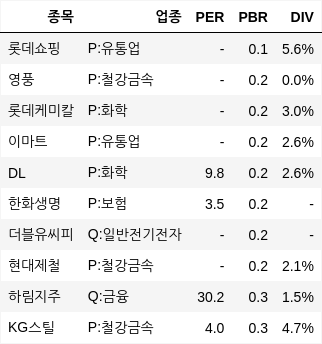 종목 업종 PER PBR DIV
롯데쇼핑 P:유통업 - 0.1 5.6%
영풍 P:철강금속 - 0.2 0.0%
롯데케미칼 P:화학 - 0.2 3.0%
이마트 P:유통업 - 0.2 2.6%
DL P:화학 9.8 0.2 2.6%
한화생명 P:보험 3.5 0.2 -
더블유씨피 Q:일반전기전자 - 0.2 -
현대제철 P:철강금속 - 0.2 2.1%
하림지주 Q:금융 30.2 0.3 1.5%
KG스틸 P:철강금속 4.0 0.3 4.7%